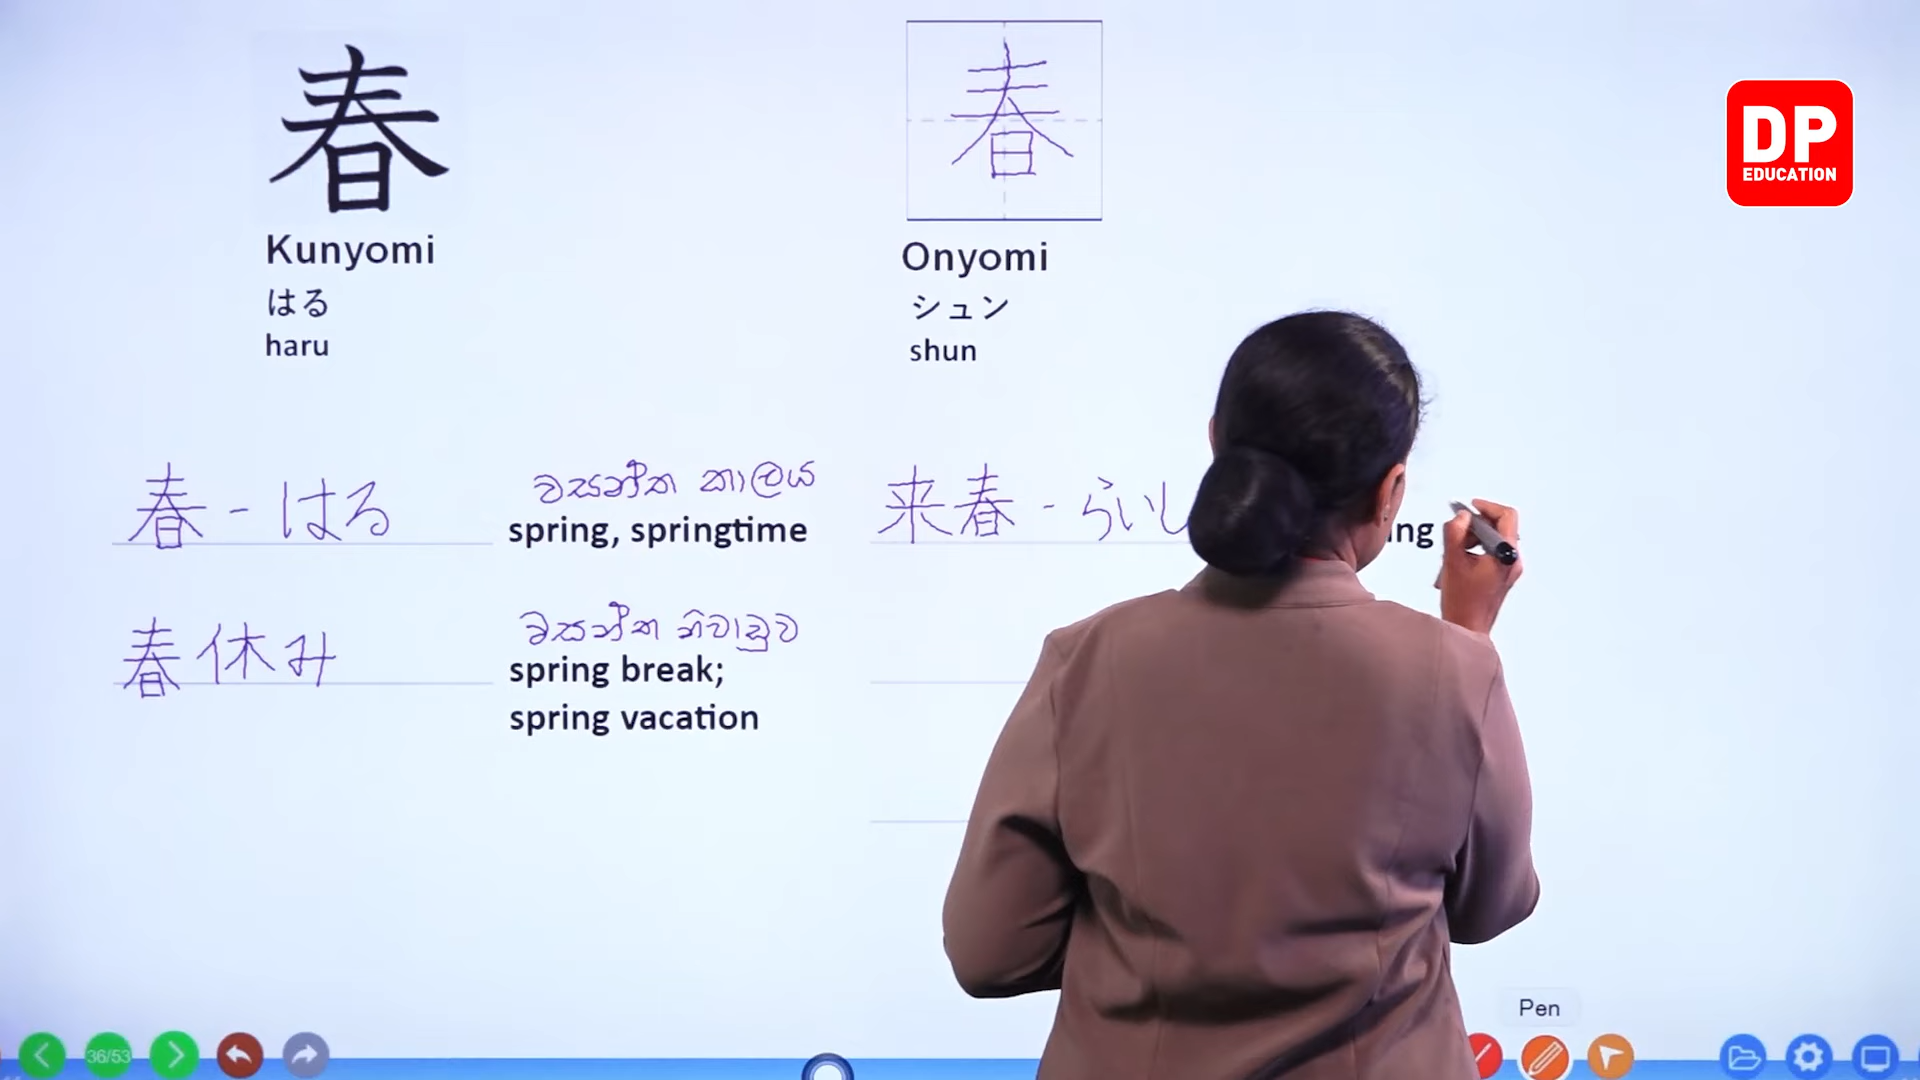 春
春
DP
EDUCATION
Kunyomi
はる
haru
Onyomi
シュン
shun
春 - はる
වසන්ත කාලය
spring, springtime
来春 - らいし
ing
春休み
වසන්ත නිවාඩුව
spring break;
spring vacation
Pen
36/53